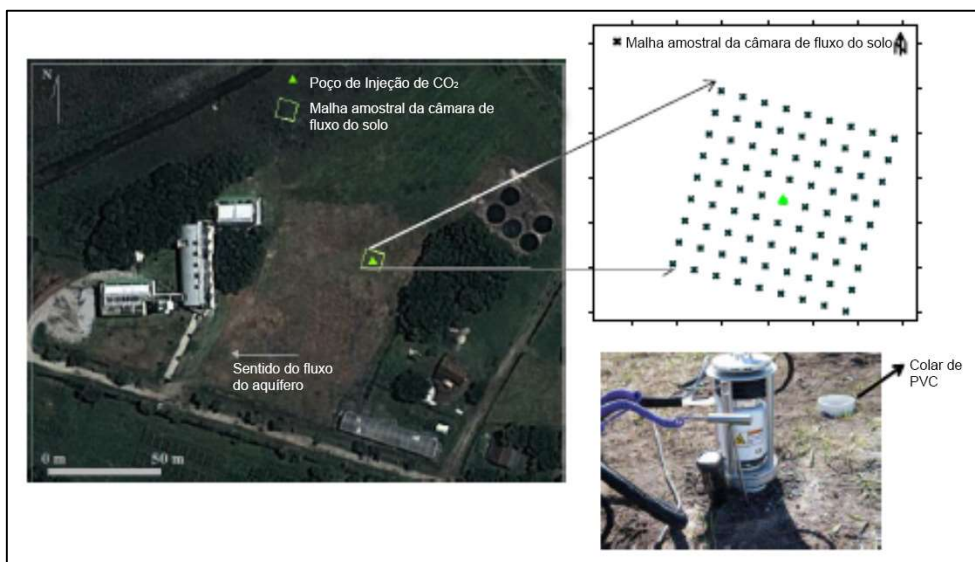 N
Poço de Injeção de CO₂
Malha amostral da câmara de
fluxo do solo
Sentido do fluxo
do aquífero
0 m
50 m
Malha amostral da câmara de fluxo do solo
Colar de
PVC